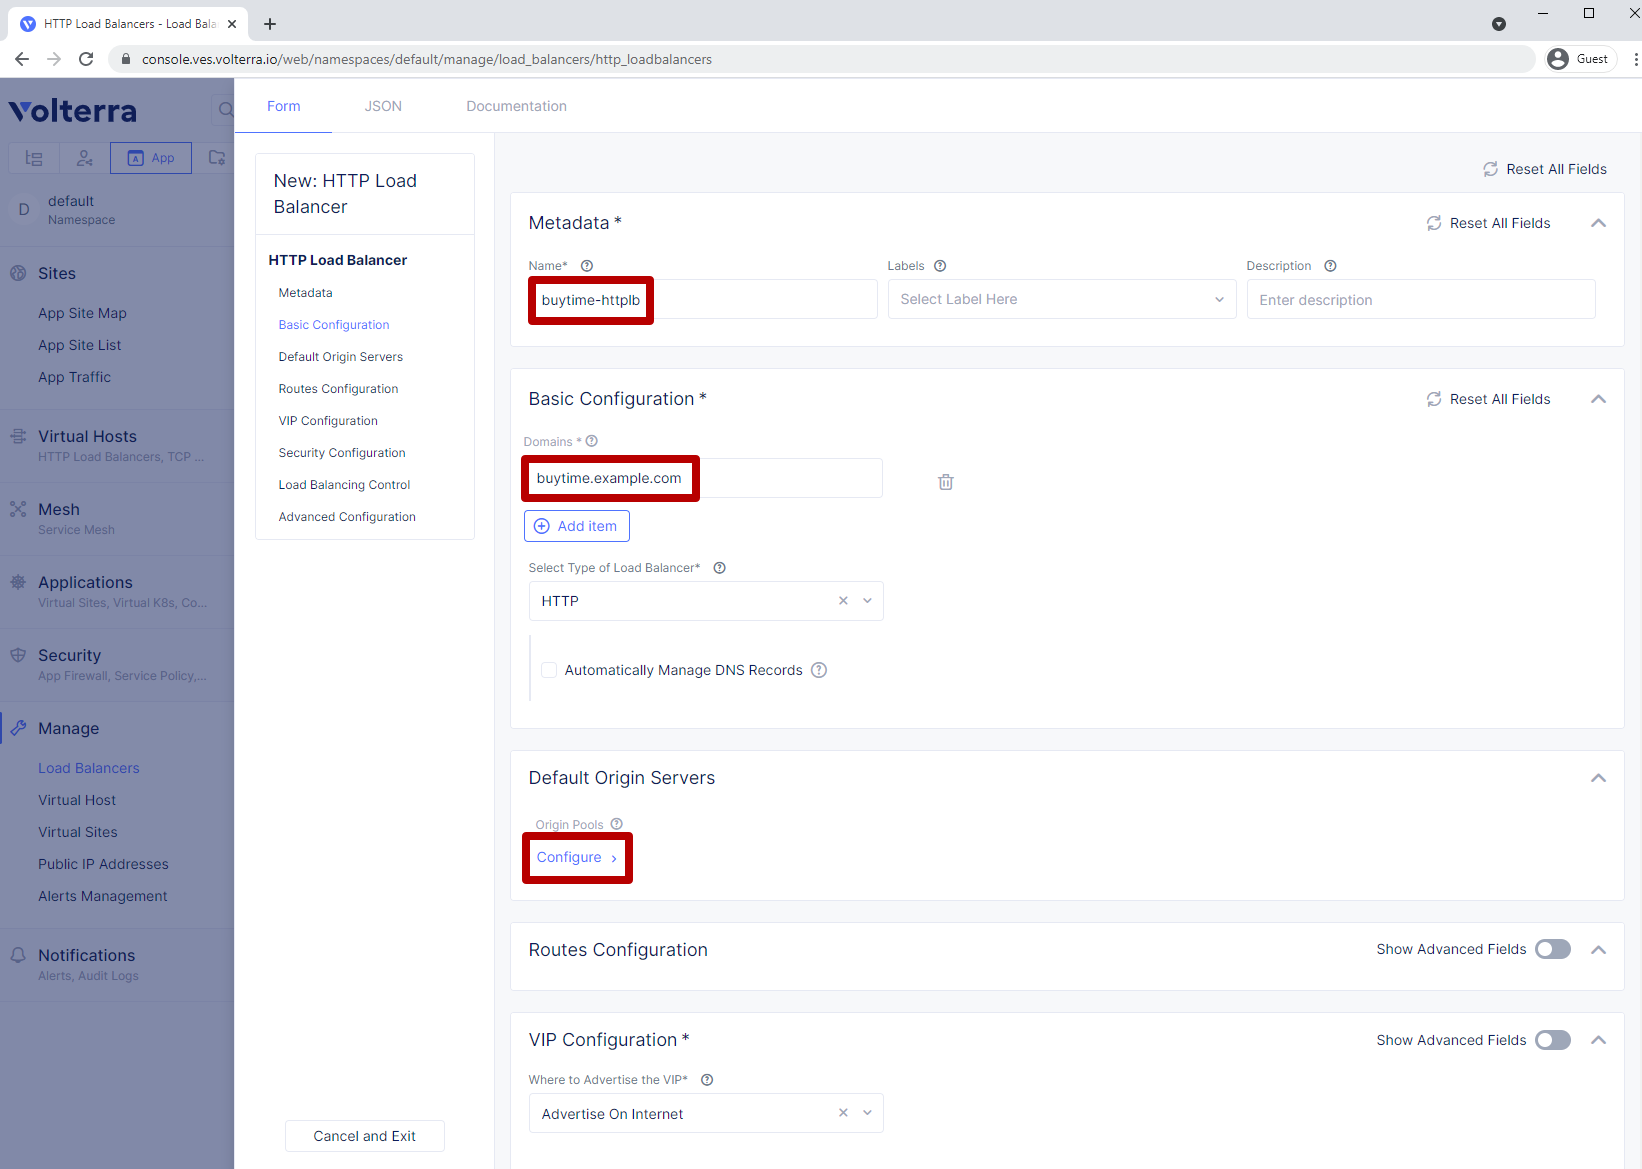 HTTP Load Balancers - Load Bala
console.ves.volterra.io/web/namespaces/default/manage/load_balancers/http_loadbalancers
Guest
Volterra
App
D
default
Namespace
Sites
App Site Map
App Site List
App Traffic
Virtual Hosts
HTTP Load Balancers, TCP ...
Mesh
Service Mesh
Applications
Virtual Sites, Virtual K8s, Co...
Security
App Firewall, Service Policy,...
Manage
Load Balancers
Virtual Host
Virtual Sites
Public IP Addresses
Alerts Management
Notifications
Alerts, Audit Logs
Form
JSON
Documentation
New: HTTP Load
Balancer
HTTP Load Balancer
Metadata
Basic Configuration
Default Origin Servers
Routes Configuration
VIP Configuration
Security Configuration
Load Balancing Control
Advanced Configuration
Cancel and Exit
Reset All Fields
Metadata *
Reset All Fields
Name*
Labels
Description
buytime-httplb
Select Label Here
Enter description
Basic Configuration *
Reset All Fields
Domains *
buytime.example.com
Add item
Select Type of Load Balancer*
HTTP
Automatically Manage DNS Records
Default Origin Servers
Origin Pools
Configure
Routes Configuration
Show Advanced Fields
VIP Configuration *
Show Advanced Fields
Where to Advertise the VIP*
Advertise On Internet